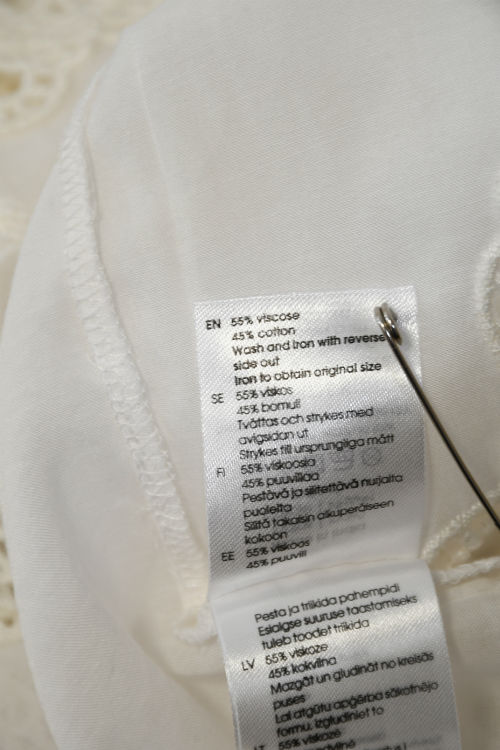 EN 55% viscose
45% cotton
Wash and iron with reverse
side out
Iron to obtain original size
SE 55% viskos
45% bomull
Tvättas och strykes med
avigsidan ut
Strykes till ursprungliga mått
FI 55% viskoosia
45% puuvillaa
Pestävä ja silitettävä nurjalta
puolelta
Silitä takaisin alkuperäiseen
kokoon
EE 55% viskoos
45% puuvill
Pesta ja triikida pahempidi
Esialgse suuruse taastamiseks
tuleb toodet triikida
LV 55% viskoze
45% kokvilna
Mazgāt un gludināt no kreisās
puses
Lai atgūtu apģērba sākotnējo
formu, izgludiniet to
55% viskozė